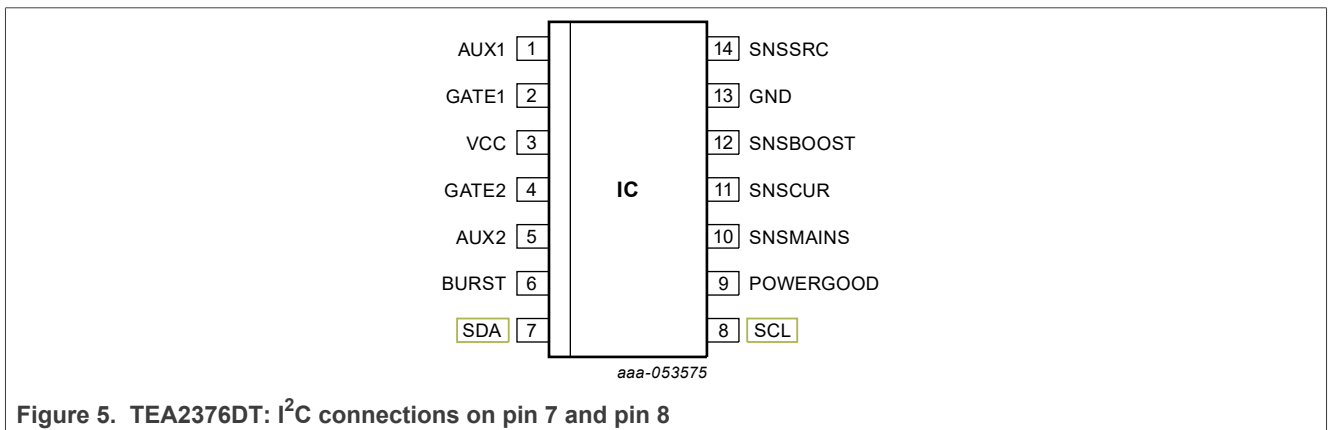 AUX1 1 14 SNSSRC
GATE1 2 13 GND
VCC 3 12 SNSBOOST
GATE2 4 IC 11 SNSCUR
AUX2 5 10 SNSMAINS
BURST 6 9 POWERGOOD
SDA 7 8 SCL
aaa-053575
Figure 5. TEA2376DT: I²C connections on pin 7 and pin 8